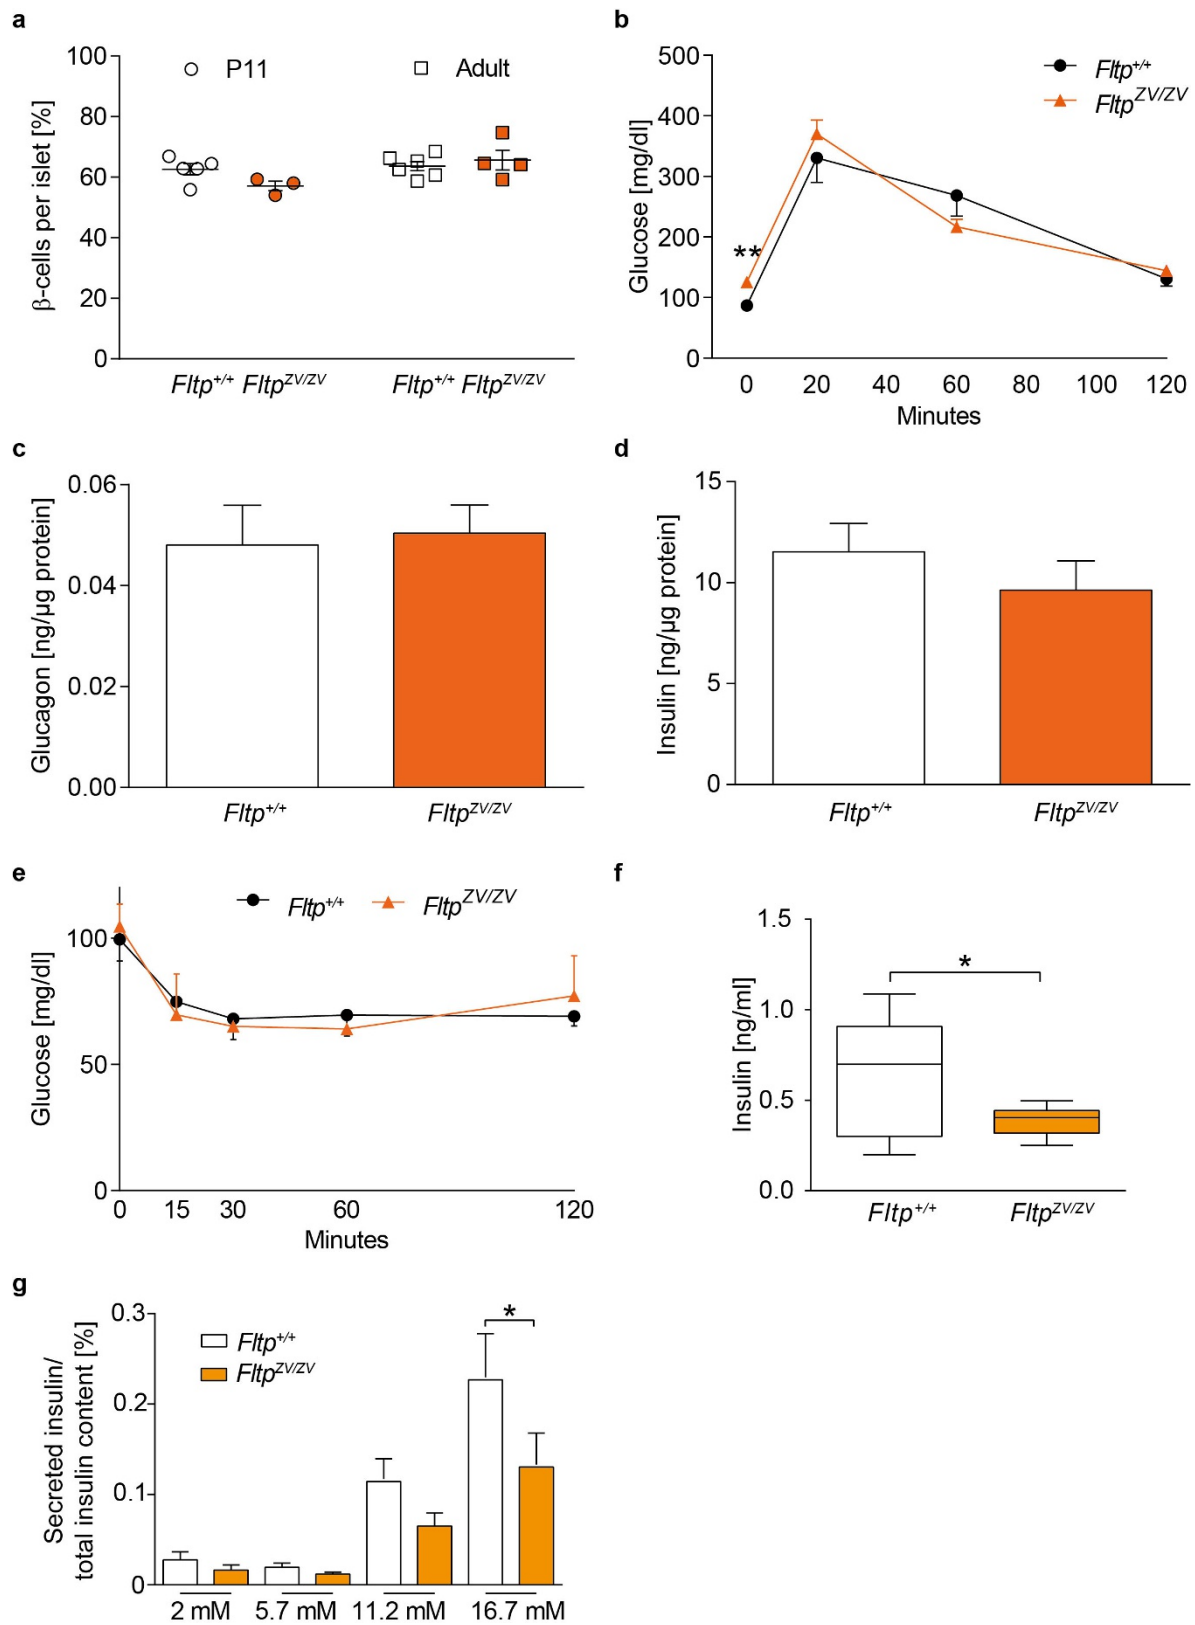 a
100
80
60
40
20
0
β-cells per islet [%]
P11
Adult
Fltp+/+ FltpZV/ZV
Fltp+/+ FltpZV/ZV
b
500
400
300
200
100
0
Glucose [mg/dl]
Fltp+/+
FltpZV/ZV
**
0 20 40 60 80 100 120
Minutes
c
0.06
0.04
0.02
0.00
Glucagon [ng/µg protein]
Fltp+/+
FltpZV/ZV
d
15
10
5
0
Insulin [ng/µg protein]
Fltp+/+
FltpZV/ZV
e
Fltp+/+
FltpZV/ZV
100
50
0
Glucose [mg/dl]
0 15 30 60 120
Minutes
f
1.5
1.0
0.5
0.0
Insulin [ng/ml]
*
Fltp+/+
FltpZV/ZV
g
0.3
0.2
0.1
0
Secreted insulin/
total insulin content [%]
Fltp+/+
FltpZV/ZV
*
2 mM 5.7 mM 11.2 mM 16.7 mM